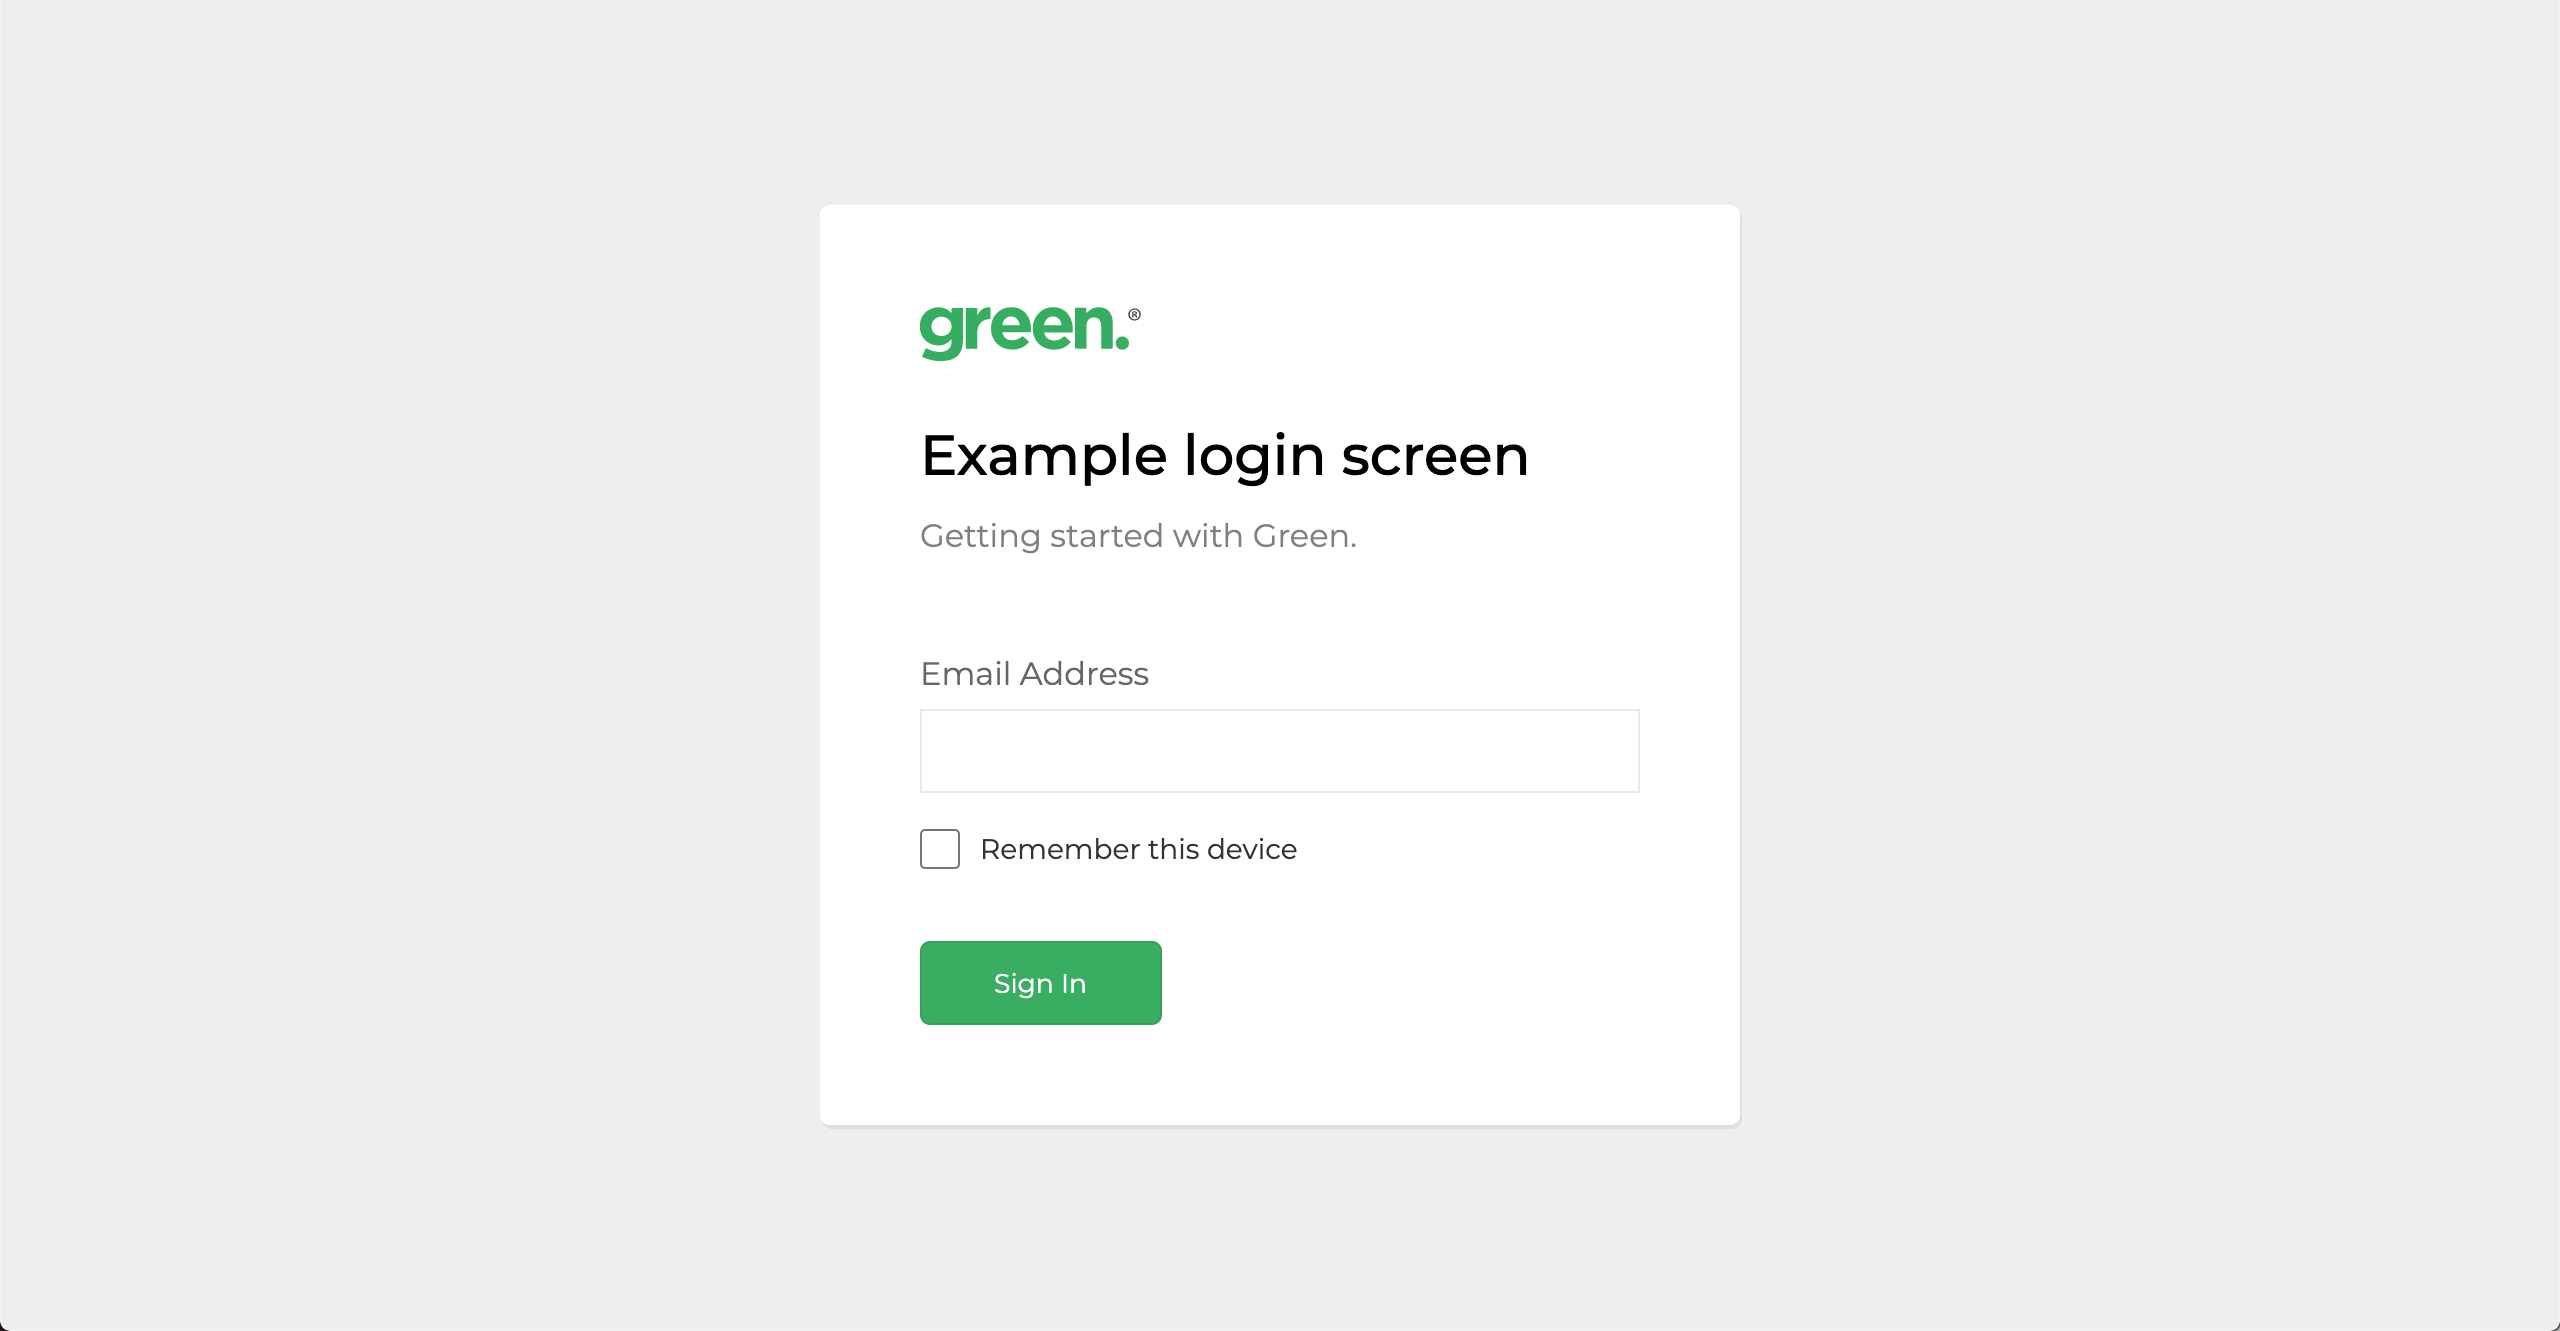 green.®
Example login screen
Getting started with Green.
Email Address
Remember this device
Sign In